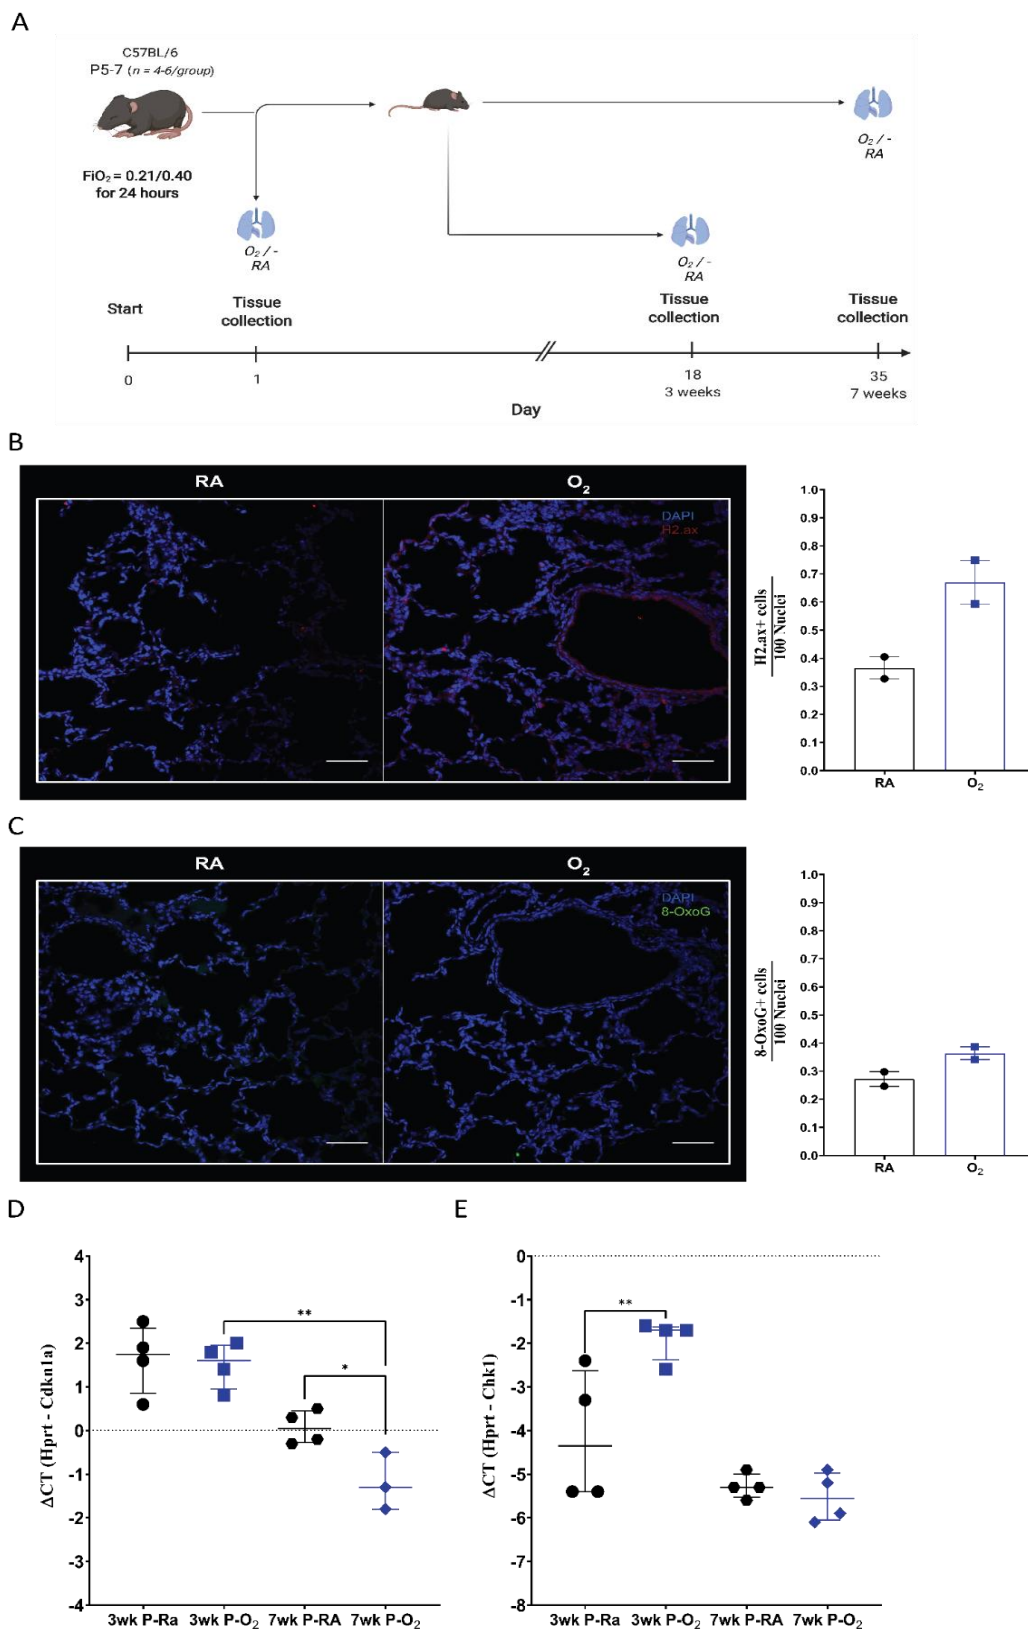 A
C57BL/6
P5-7 (n = 4-6/group)
FiO₂ = 0.21/0.40
for 24 hours
O₂ / -
RA
O₂ / -
RA
O₂ / -
RA
Start
Tissue
collection
Tissue
collection
Tissue
collection
0
1
18
3 weeks
35
7 weeks
Day
B
RA
O₂
DAPI
H2.ax
H2.ax+ cells
100 Nuclei
1.0
0.9
0.8
0.7
0.6
0.5
0.4
0.3
0.2
0.1
0.0
RA
O₂
C
RA
O₂
DAPI
8-OxoG
8-OxoG+ cells
100 Nuclei
1.0
0.9
0.8
0.7
0.6
0.5
0.4
0.3
0.2
0.1
0.0
RA
O₂
D
ΔCT (Hprt - Cdkn1a)
4
3
2
1
0
-1
-2
-3
-4
**
*
3wk P-Ra 3wk P-O₂ 7wk P-RA 7wk P-O₂
E
ΔCT (Hprt - Chk1)
0
-1
-2
-3
-4
-5
-6
-7
-8
**
3wk P-Ra 3wk P-O₂ 7wk P-RA 7wk P-O₂